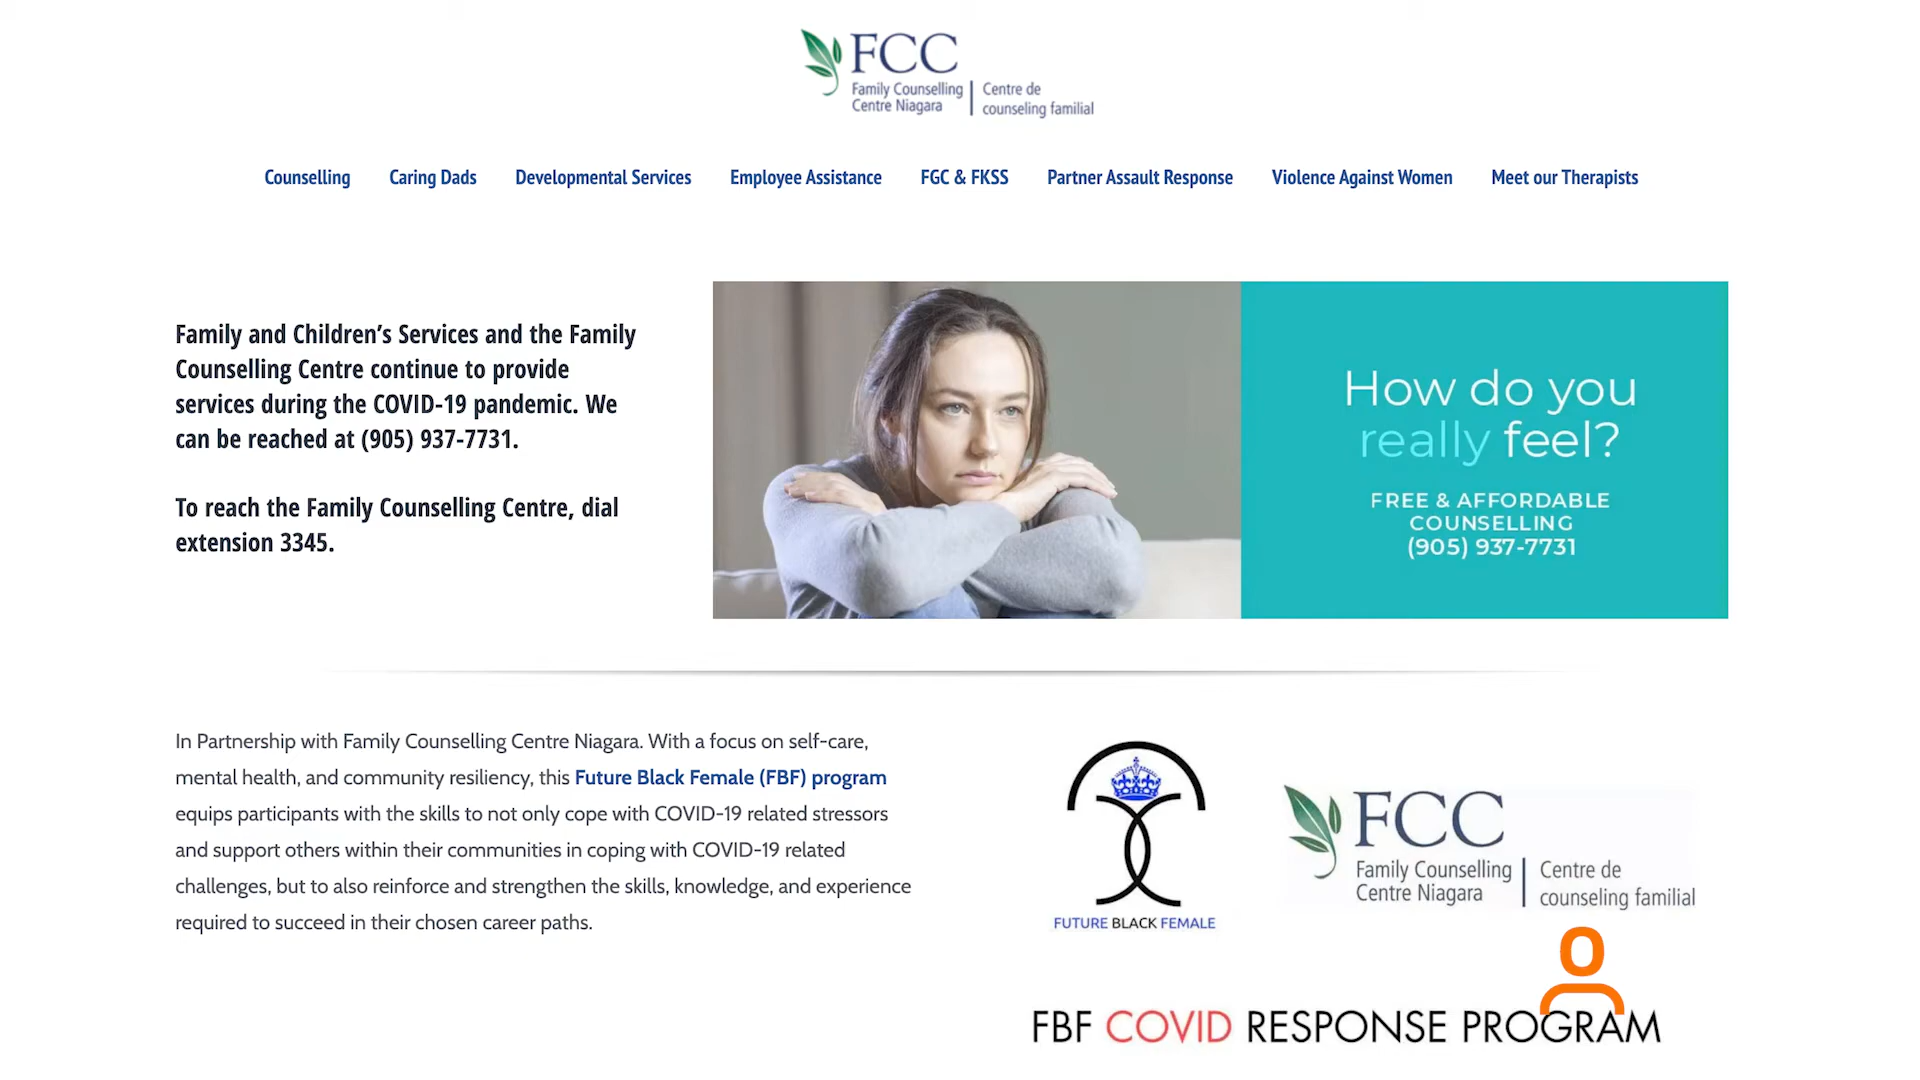 FCC
Family Counselling
Centre Niagara
Centre de
counseling familial
Counselling
Caring Dads
Developmental Services
Employee Assistance
FGC & FKSS
Partner Assault Response
Violence Against Women
Meet our Therapists
Family and Children’s Services and the Family
Counselling Centre continue to provide
services during the COVID-19 pandemic. We
can be reached at (905) 937-7731.
To reach the Family Counselling Centre, dial
extension 3345.
How do you
really feel?
FREE & AFFORDABLE
COUNSELLING
(905) 937-7731
In Partnership with Family Counselling Centre Niagara. With a focus on self-care,
mental health, and community resiliency, this Future Black Female (FBF) program
equips participants with the skills to not only cope with COVID-19 related stressors
and support others within their communities in coping with COVID-19 related
challenges, but to also reinforce and strengthen the skills, knowledge, and experience
required to succeed in their chosen career paths.
FUTURE BLACK FEMALE
FCC
Family Counselling
Centre Niagara
Centre de
counseling familial
FBF COVID RESPONSE PROGRAM